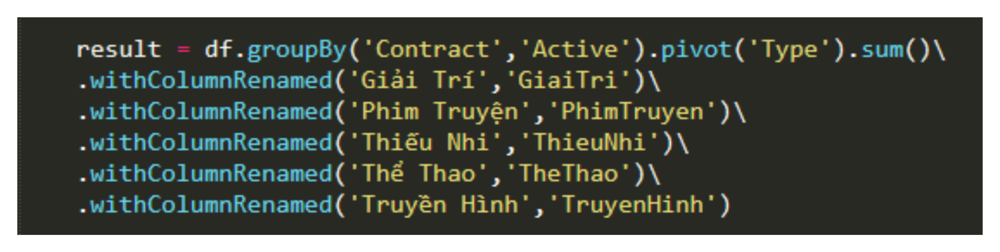 result = df.groupBy('Contract','Active').pivot('Type').sum()\
.withColumnRenamed('Giải Trí','GiaiTri')\
.withColumnRenamed('Phim Truyện','PhimTruyen')\
.withColumnRenamed('Thiếu Nhi','ThieuNhi')\
.withColumnRenamed('Thể Thao','TheThao')\
.withColumnRenamed('Truyền Hình','TruyenHinh')